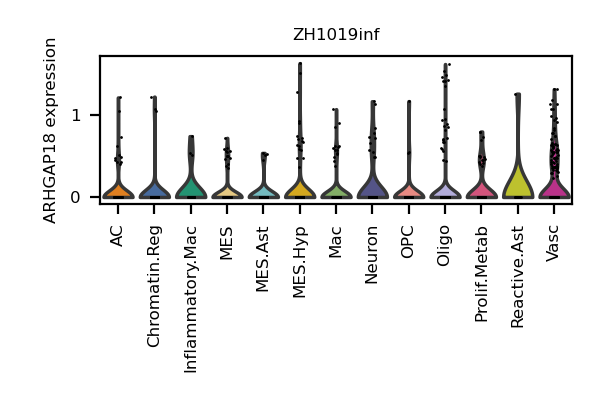 ZH1019inf
ARHGAP18 expression
1
0
AC
Chromatin.Reg
Inflammatory.Mac
MES
MES.Ast
MES.Hyp
Mac
Neuron
OPC
Oligo
Prolif.Metab
Reactive.Ast
Vasc